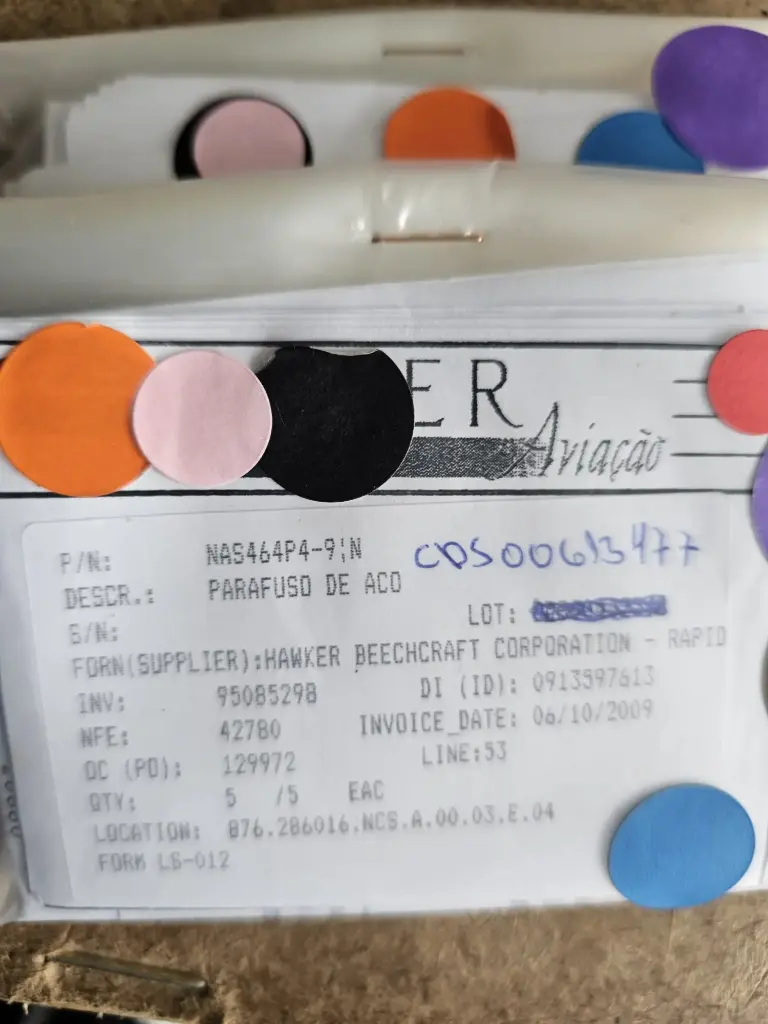 ER
Aviação
P/N: NAS464P4-9¦N CDS00613477
DESCR.: PARAFUSO DE ACO
S/N: LOT:
FORN(SUPPLIER):HAWKER BEECHCRAFT CORPORATION - RAPID
INV: 95085298 DI (ID): 0913597613
NFE: 42780 INVOICE_DATE: 06/10/2009
OC (PO): 129972 LINE:53
QTY: 5 /5 EAC
LOCATION: 876.286016.NCS.A.00.03.E.04
FORM LS-012